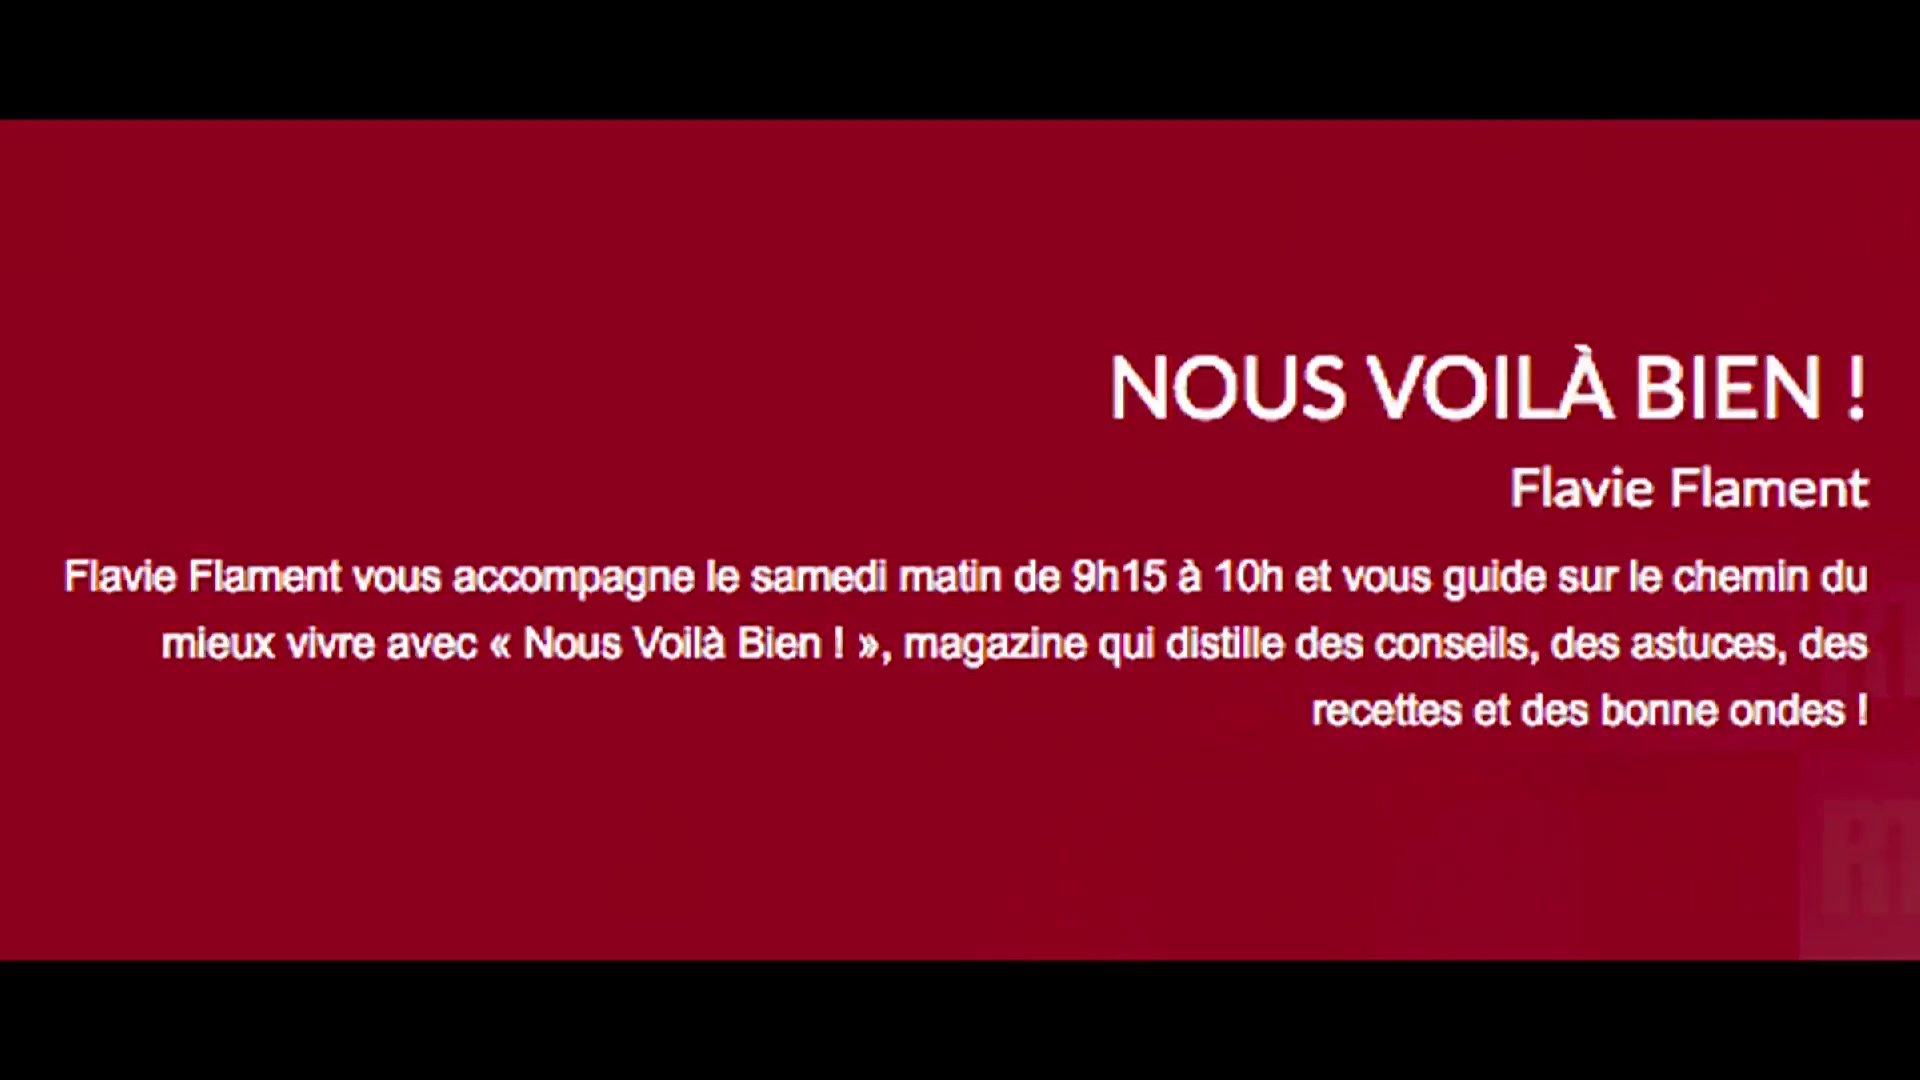 NOUS VOILÀ BIEN !
Flavie Flament
Flavie Flament vous accompagne le samedi matin de 9h15 à 10h et vous guide sur le chemin du
mieux vivre avec « Nous Voilà Bien ! », magazine qui distille des conseils, des astuces, des
recettes et des bonne ondes !